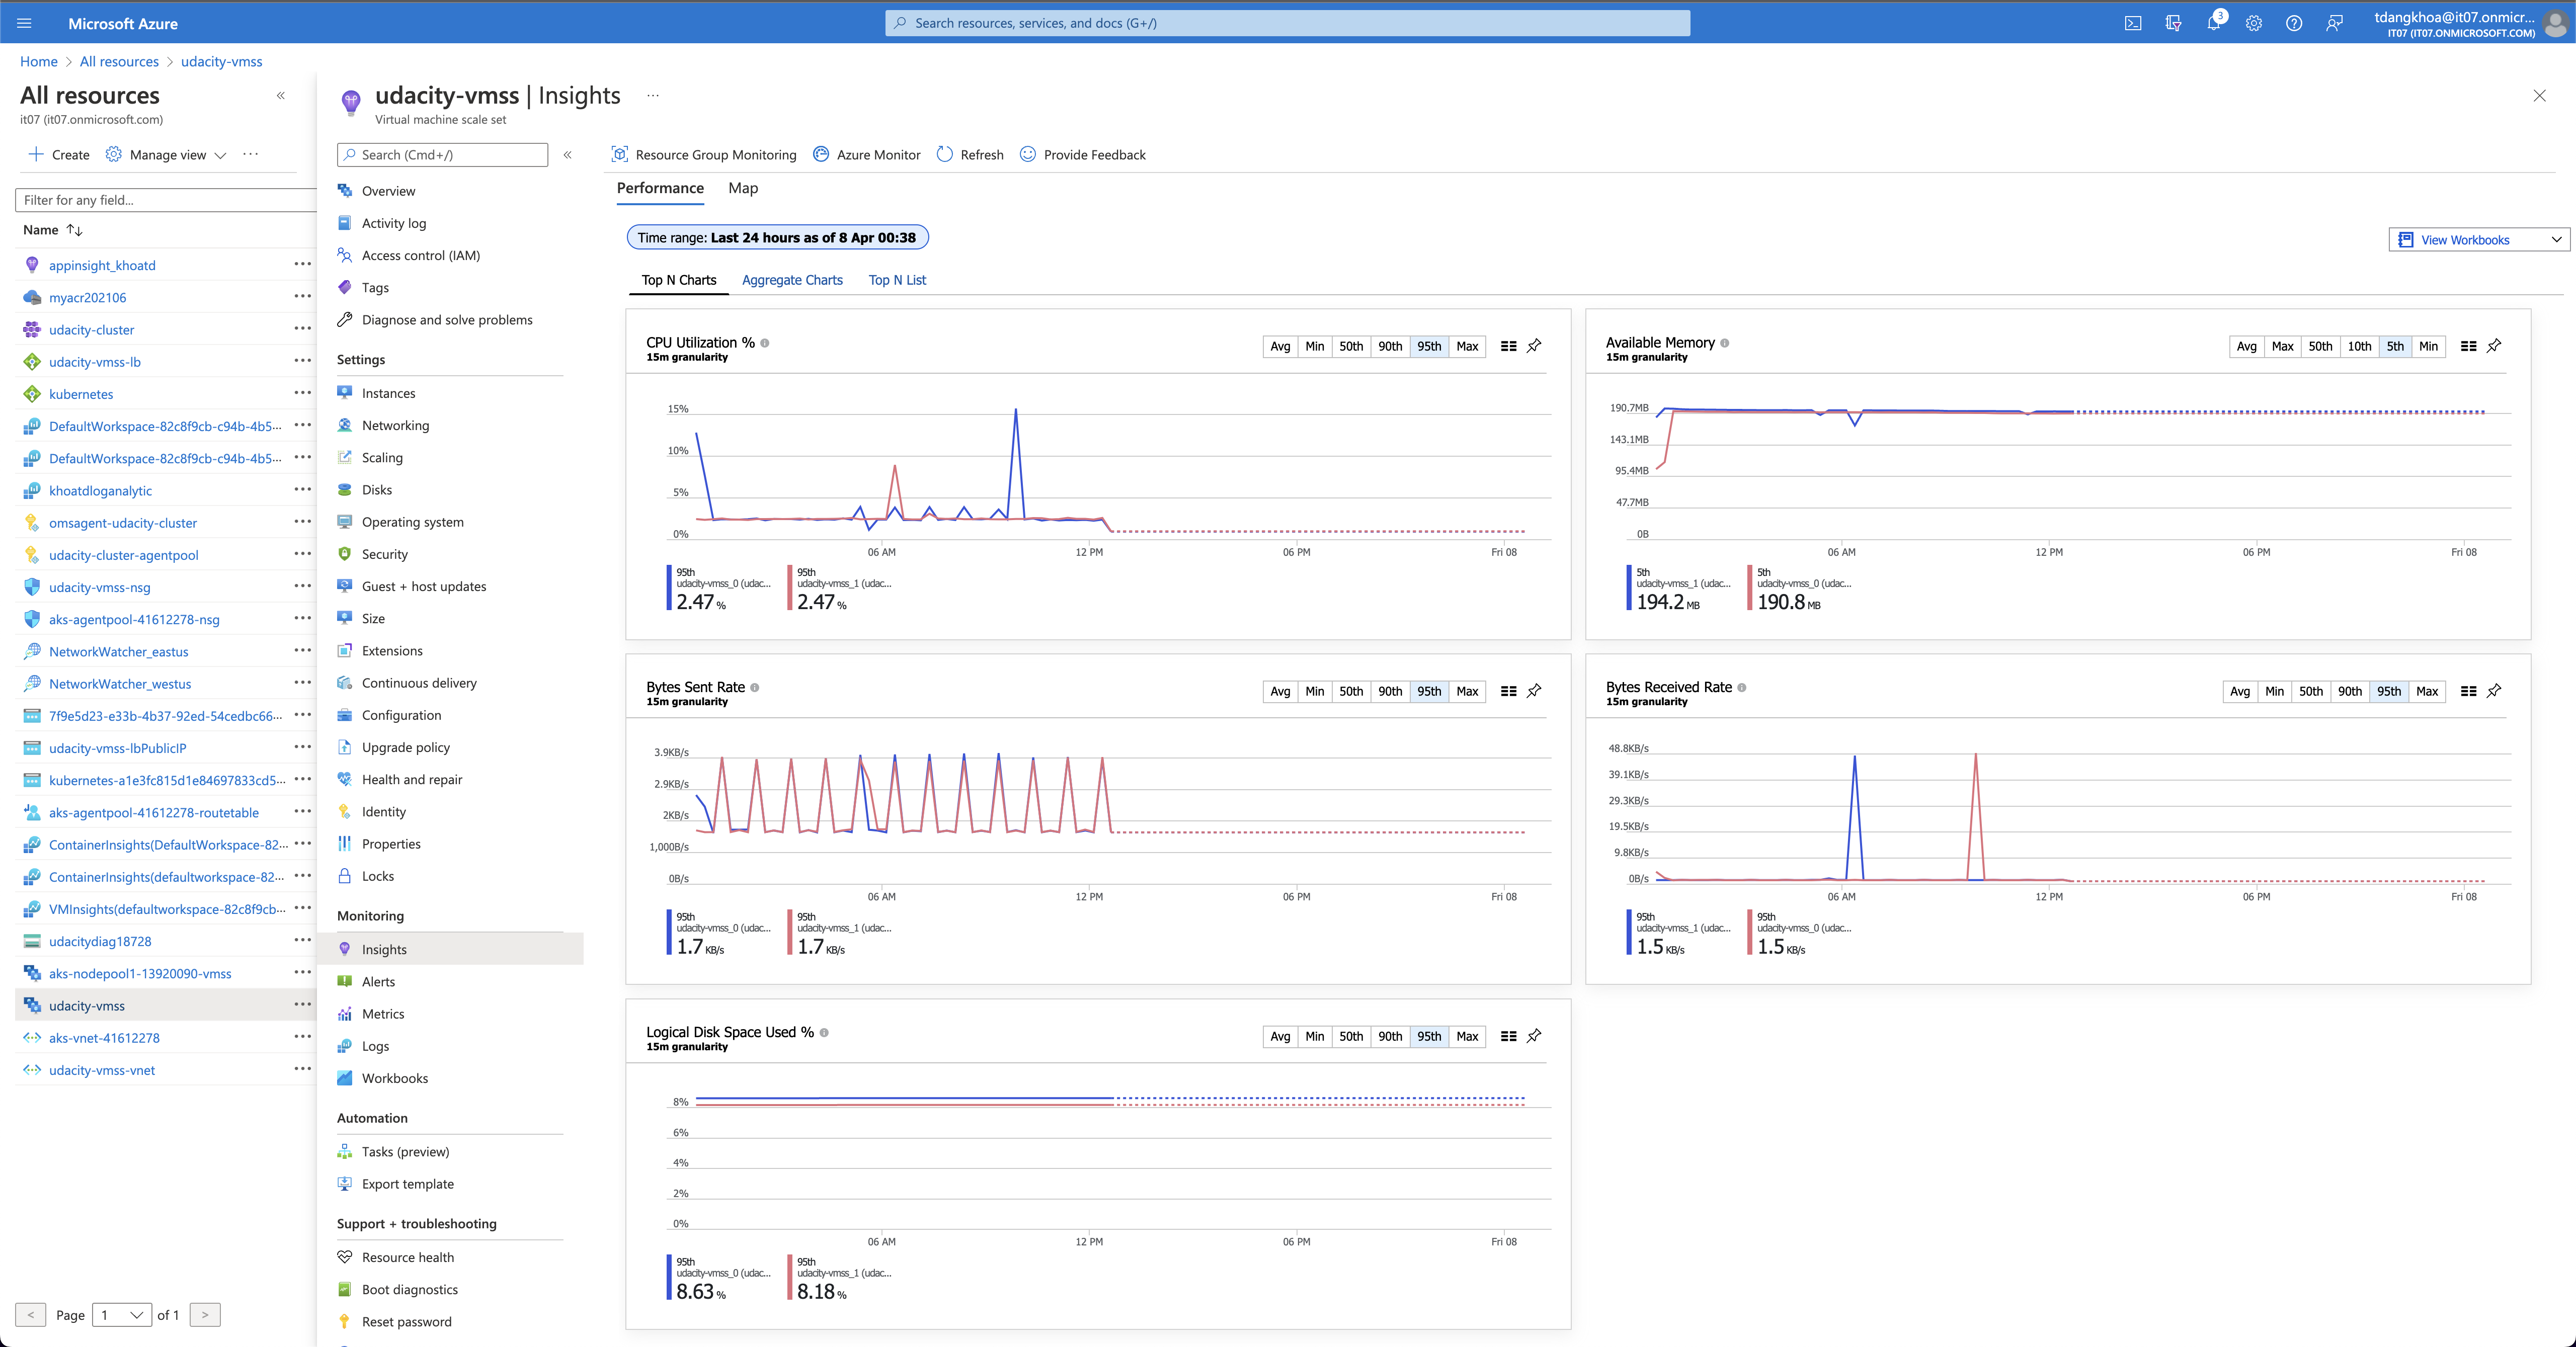 Microsoft Azure
Search resources, services, and docs (G+/)
3
tdangkhoa@it07.onmicr...
IT07 (IT07.ONMICROSOFT.COM)
Home > All resources > udacity-vmss
All resources
it07 (it07.onmicrosoft.com)
Create
Manage view
Filter for any field...
Name
appinsight_khoatd
myacr202106
udacity-cluster
udacity-vmss-lb
kubernetes
DefaultWorkspace-82c8f9cb-c94b-4b5...
DefaultWorkspace-82c8f9cb-c94b-4b5...
khoatdloganalytic
omsagent-udacity-cluster
udacity-cluster-agentpool
udacity-vmss-nsg
aks-agentpool-41612278-nsg
NetworkWatcher_eastus
NetworkWatcher_westus
7f9e5d23-e33b-4b37-92ed-54cedbc66...
udacity-vmss-lbPublicIP
kubernetes-a1e3fc815d1e84697833cd5...
aks-agentpool-41612278-routetable
ContainerInsights(DefaultWorkspace-82...
ContainerInsights(defaultworkspace-82...
VMInsights(defaultworkspace-82c8f9cb...
udacitydiag18728
aks-nodepool1-13920090-vmss
udacity-vmss
aks-vnet-41612278
udacity-vmss-vnet
< Page 1 of 1 >
udacity-vmss | Insights ...
Virtual machine scale set
Search (Cmd+/)
Overview
Activity log
Access control (IAM)
Tags
Diagnose and solve problems
Settings
Instances
Networking
Scaling
Disks
Operating system
Security
Guest + host updates
Size
Extensions
Continuous delivery
Configuration
Upgrade policy
Health and repair
Identity
Properties
Locks
Monitoring
Insights
Alerts
Metrics
Logs
Workbooks
Automation
Tasks (preview)
Export template
Support + troubleshooting
Resource health
Boot diagnostics
Reset password
Resource Group Monitoring
Azure Monitor
Refresh
Provide Feedback
Performance
Map
Time range: Last 24 hours as of 8 Apr 00:38
View Workbooks
Top N Charts
Aggregate Charts
Top N List
CPU Utilization %
15m granularity
Avg Min 50th 90th 95th Max
15%
10%
5%
0%
06 AM 12 PM 06 PM Fri 08
95th
udacity-vmss_0 (udac...
2.47 %
95th
udacity-vmss_1 (udac...
2.47 %
Available Memory
15m granularity
Avg Max 50th 10th 5th Min
190.7MB
143.1MB
95.4MB
47.7MB
0B
06 AM 12 PM 06 PM Fri 08
5th
udacity-vmss_1 (udac...
194.2 MB
5th
udacity-vmss_0 (udac...
190.8 MB
Bytes Sent Rate
15m granularity
Avg Min 50th 90th 95th Max
3.9KB/s
2.9KB/s
2KB/s
1,000B/s
0B/s
06 AM 12 PM 06 PM Fri 08
95th
udacity-vmss_0 (udac...
1.7 KB/s
95th
udacity-vmss_1 (udac...
1.7 KB/s
Bytes Received Rate
15m granularity
Avg Min 50th 90th 95th Max
48.8KB/s
39.1KB/s
29.3KB/s
19.5KB/s
9.8KB/s
0B/s
06 AM 12 PM 06 PM Fri 08
95th
udacity-vmss_1 (udac...
1.5 KB/s
95th
udacity-vmss_0 (udac...
1.5 KB/s
Logical Disk Space Used %
15m granularity
Avg Min 50th 90th 95th Max
8%
6%
4%
2%
0%
06 AM 12 PM 06 PM Fri 08
95th
udacity-vmss_0 (udac...
8.63 %
95th
udacity-vmss_1 (udac...
8.18 %